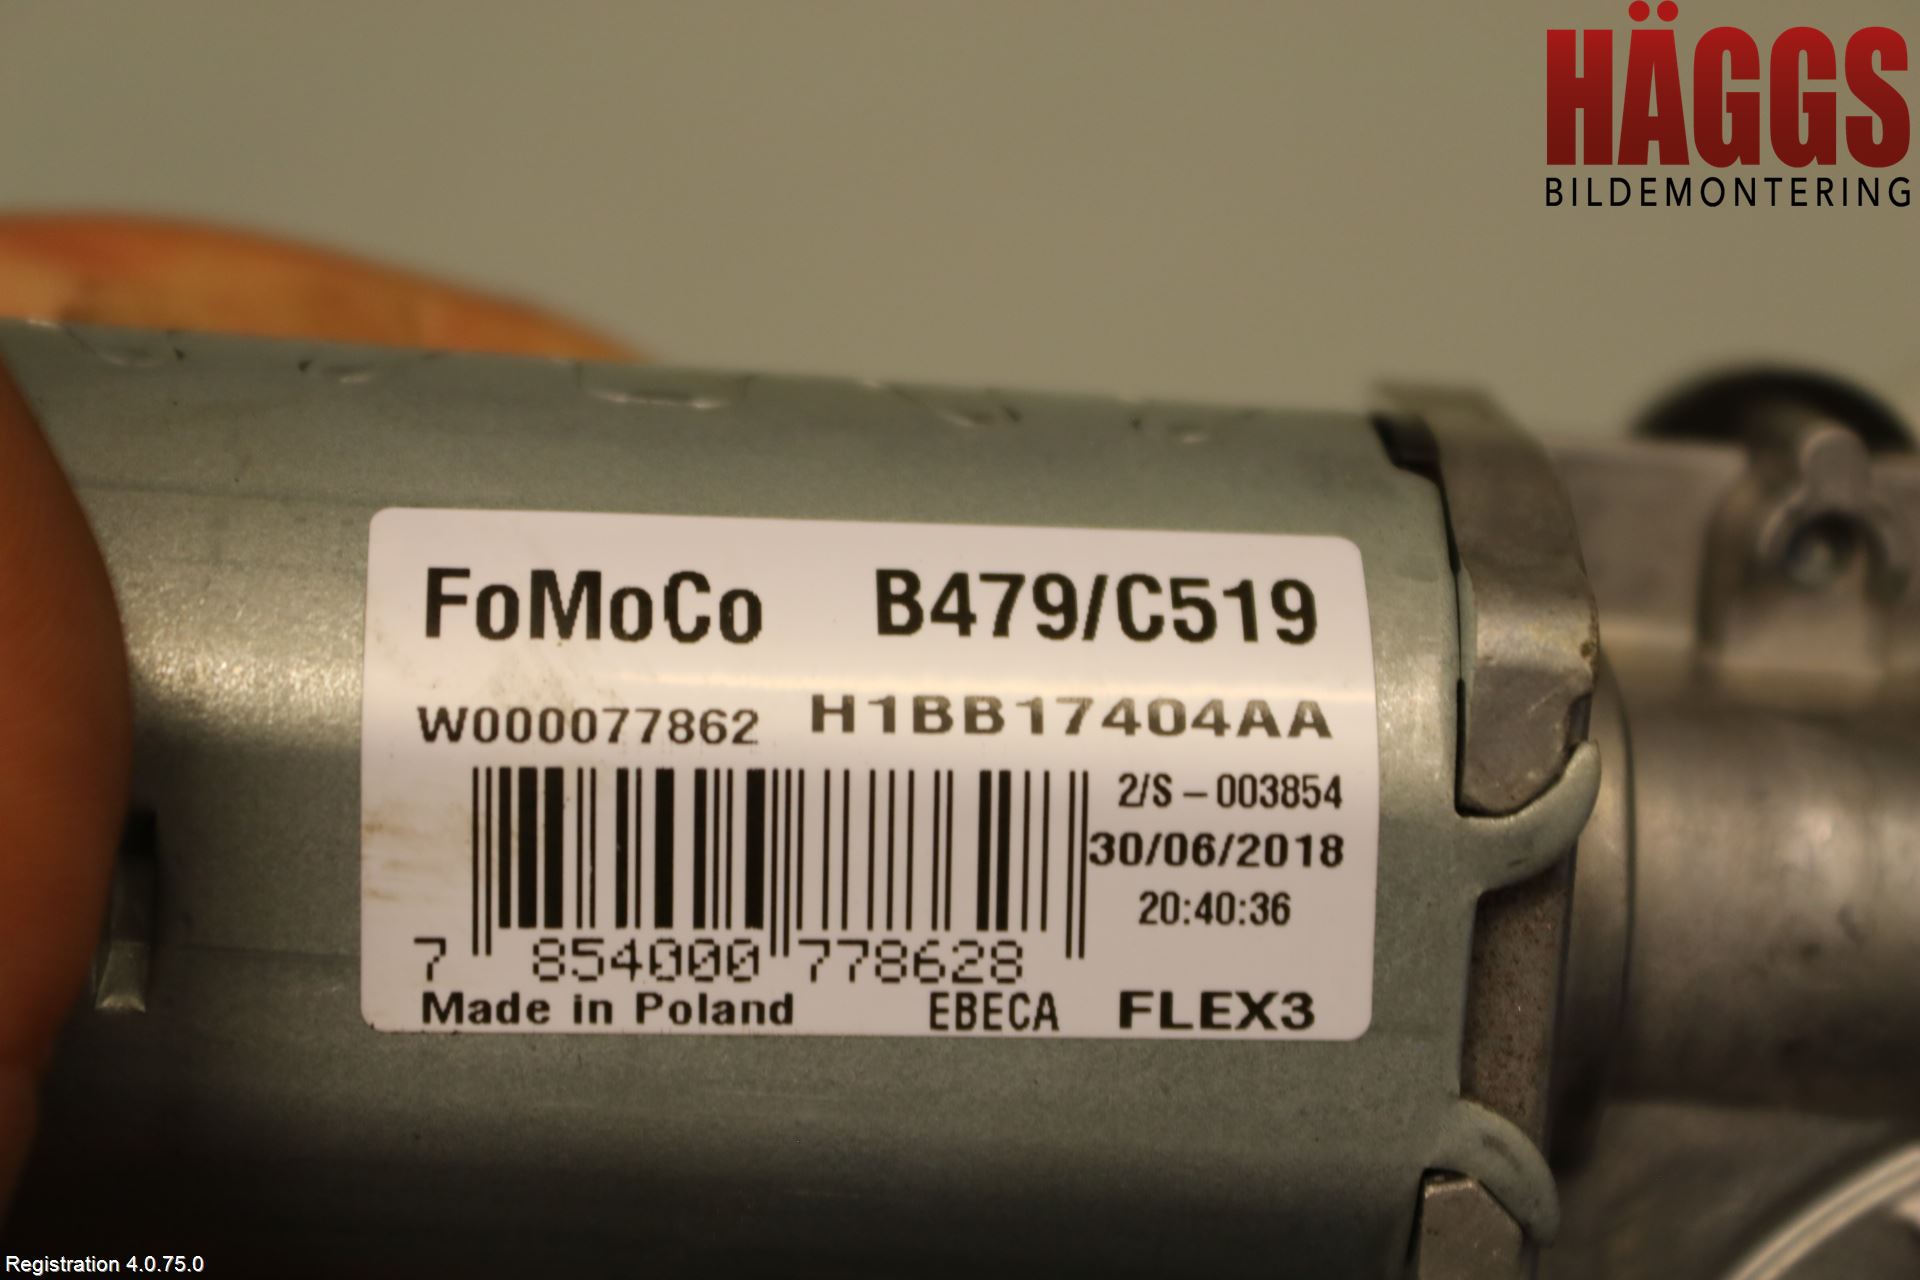 HÄGGS
BILDEMONTERING
FoMoCo B479/C519
W000077862 H1BB17404AA
2/S - 003854
30/06/2018
20:40:36
7 854000 778628
Made in Poland EBECA FLEX3
Registration 4.0.75.0